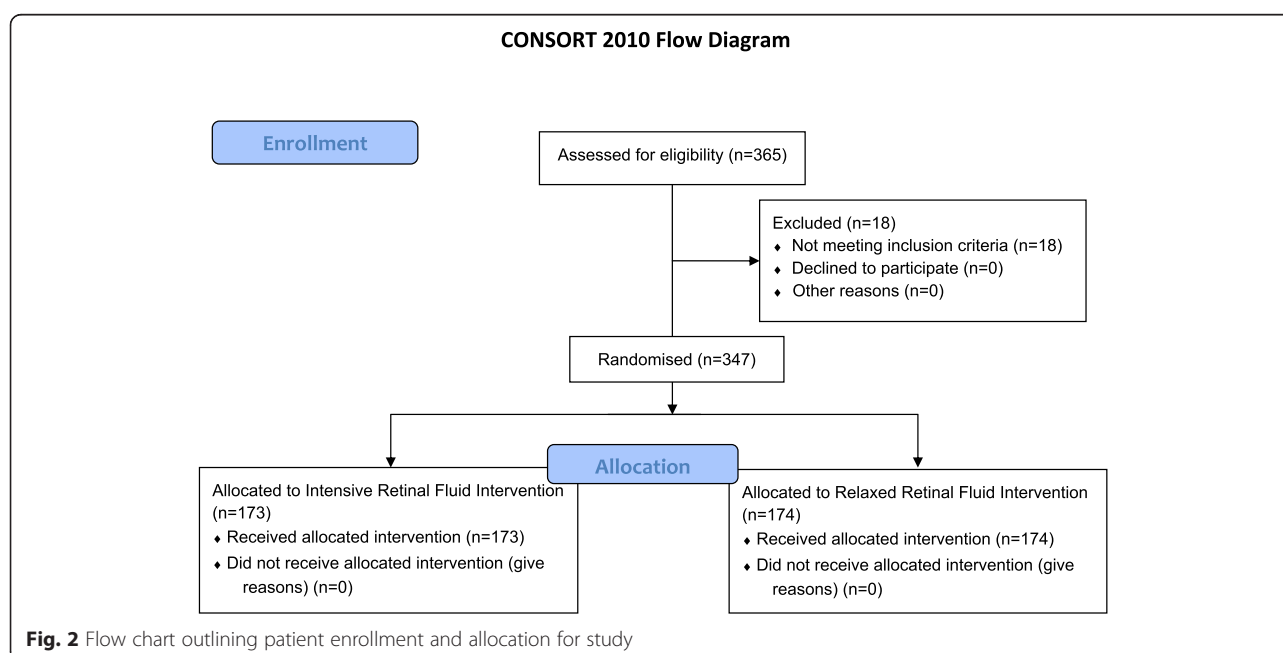 CONSORT 2010 Flow Diagram
Enrollment
Assessed for eligibility (n=365)
Excluded (n=18)
♦ Not meeting inclusion criteria (n=18)
♦ Declined to participate (n=0)
♦ Other reasons (n=0)
Randomised (n=347)
Allocation
Allocated to Intensive Retinal Fluid Intervention
(n=173)
♦ Received allocated intervention (n=173)
♦ Did not receive allocated intervention (give
reasons) (n=0)
Allocated to Relaxed Retinal Fluid Intervention
(n=174)
♦ Received allocated intervention (n=174)
♦ Did not receive allocated intervention (give
reasons) (n=0)
Fig. 2 Flow chart outlining patient enrollment and allocation for study